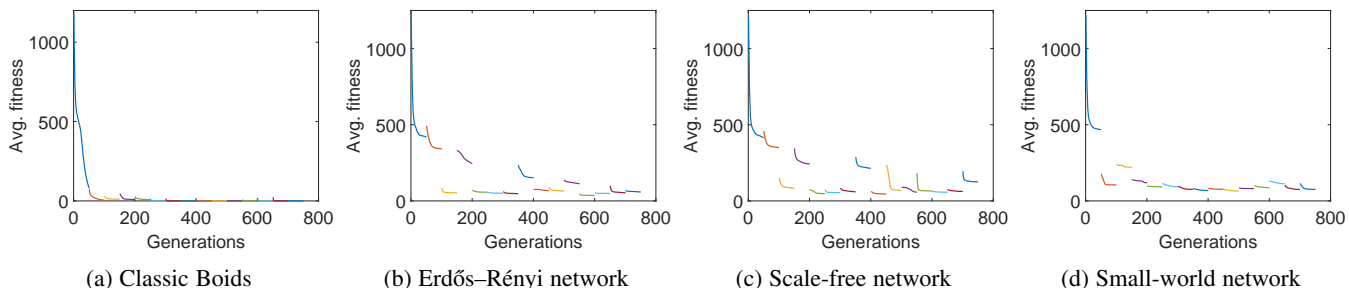 1000
500
0
Avg. fitness
0 200 400 600 800
Generations
(a) Classic Boids
1000
500
0
Avg. fitness
0 200 400 600 800
Generations
(b) Erdős–Rényi network
1000
500
0
Avg. fitness
0 200 400 600 800
Generations
(c) Scale-free network
1000
500
0
Avg. fitness
0 200 400 600 800
Generations
(d) Small-world network